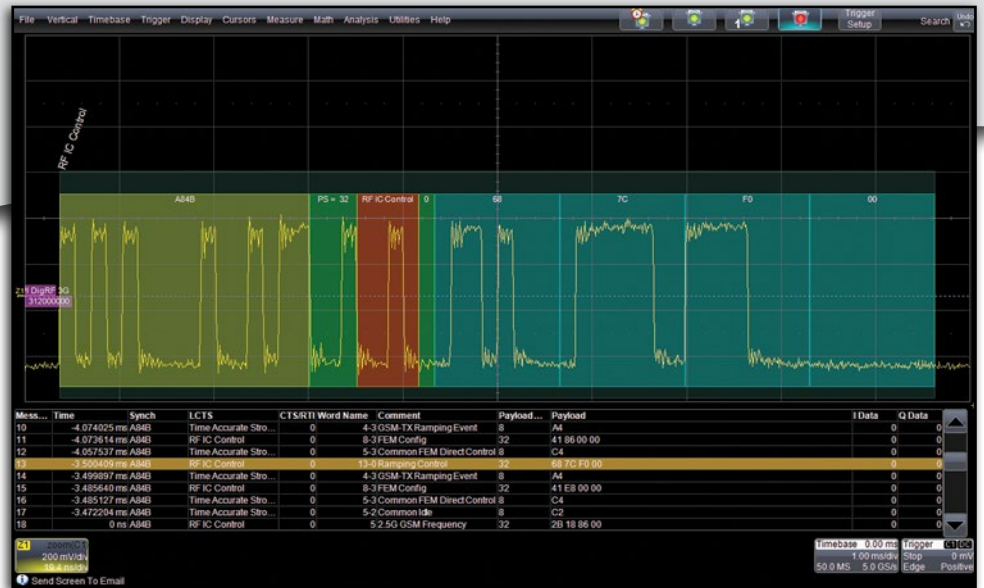 File Vertical Timebase Trigger Display Cursors Measure Math Analysis Utilities Help
1
Trigger Setup
Search
Undo
RF IC Control
A84B PS = 32 RF IC Control 0 68 7C F0 00
Z1 DigRF 3G
312000000
Mess... Time Synch LCTS CTS/RTI Word Name Comment Payload... Payload I Data Q Data
10 -4.074025 ms A84B Time Accurate Stro... 0 4-3 GSM-TX Ramping Event 8 A4 0 0
11 -4.073614 ms A84B RF IC Control 0 8-3 FEM Config 32 41 86 00 00 0 0
12 -4.057537 ms A84B Time Accurate Stro... 0 5-3 Common FEM Direct Control 8 C4 0 0
13 -3.500409 ms A84B RF IC Control 0 13-0 Ramping Control 32 68 7C F0 00 0 0
14 -3.499897 ms A84B Time Accurate Stro... 0 4-3 GSM-TX Ramping Event 8 A4 0 0
15 -3.485640 ms A84B RF IC Control 0 8-3 FEM Config 32 41 E8 00 00 0 0
16 -3.485127 ms A84B Time Accurate Stro... 0 5-3 Common FEM Direct Control 8 C4 0 0
17 -3.472204 ms A84B Time Accurate Stro... 0 5-2 Common Idle 8 C2 0 0
18 0 ns A84B RF IC Control 0 5 2.5G GSM Frequency 32 2B 18 86 00 0 0
Z1 zoom(C1)
200 mV/div
19.4 ns/div
Timebase 0.00 ms
1.00 ms/div
50.0 MS 5.0 GS/s
Trigger C1 DC
Stop 0 mV
Edge Positive
Send Screen To Email